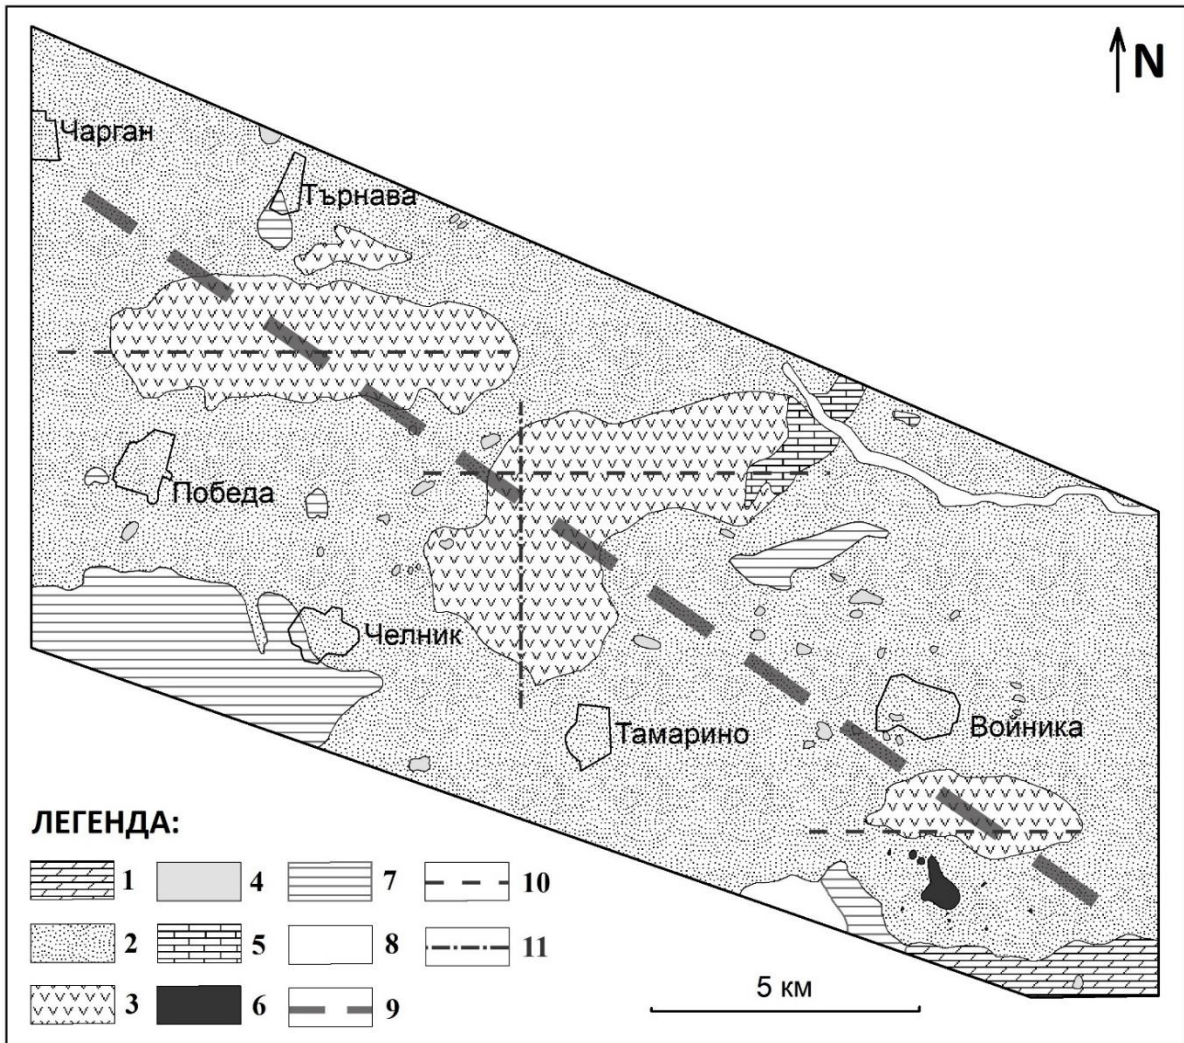 N
Чарган
Търнава
Победа
Челник
Тамарино
Войника
ЛЕГЕНДА:
1 4 7 10
2 5 8 11
3 6 9
5 км